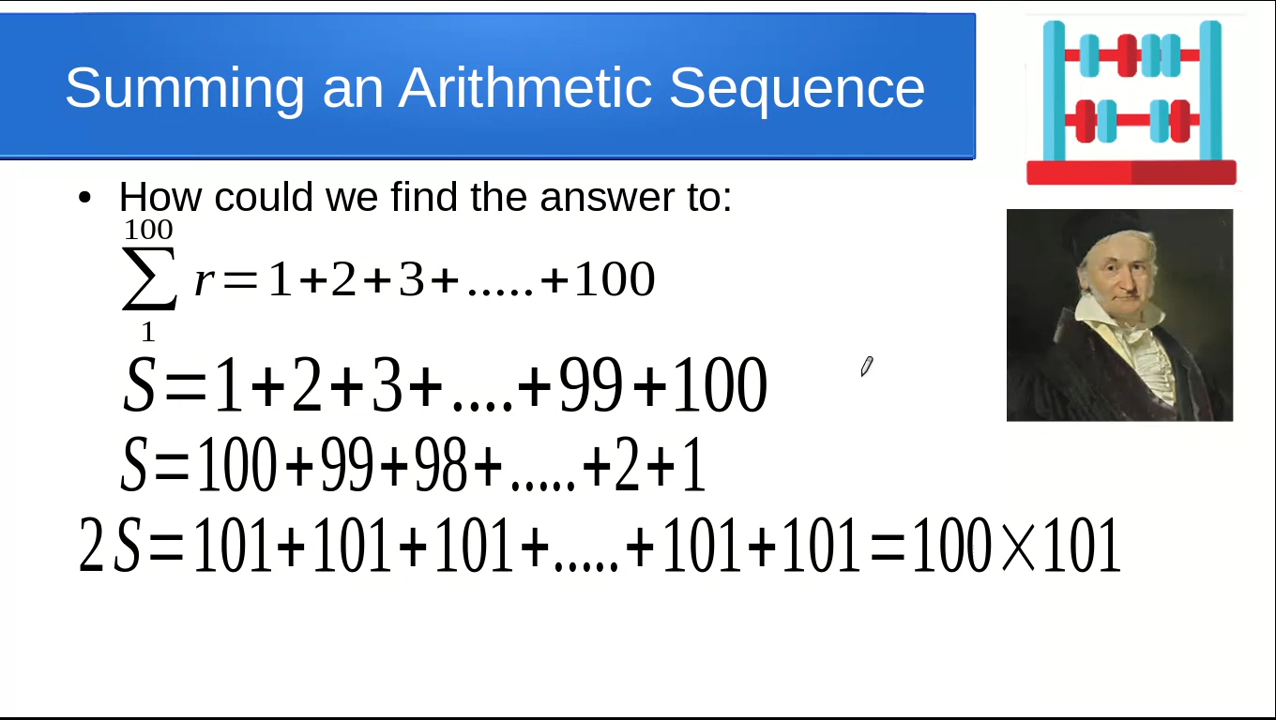 Summing an Arithmetic Sequence
• How could we find the answer to:
100
∑ r=1+2+3+.....+100
1
S=1+2+3+....+99+100
S=100+99+98+.....+2+1
2S=101+101+101+.....+101+101=100×101